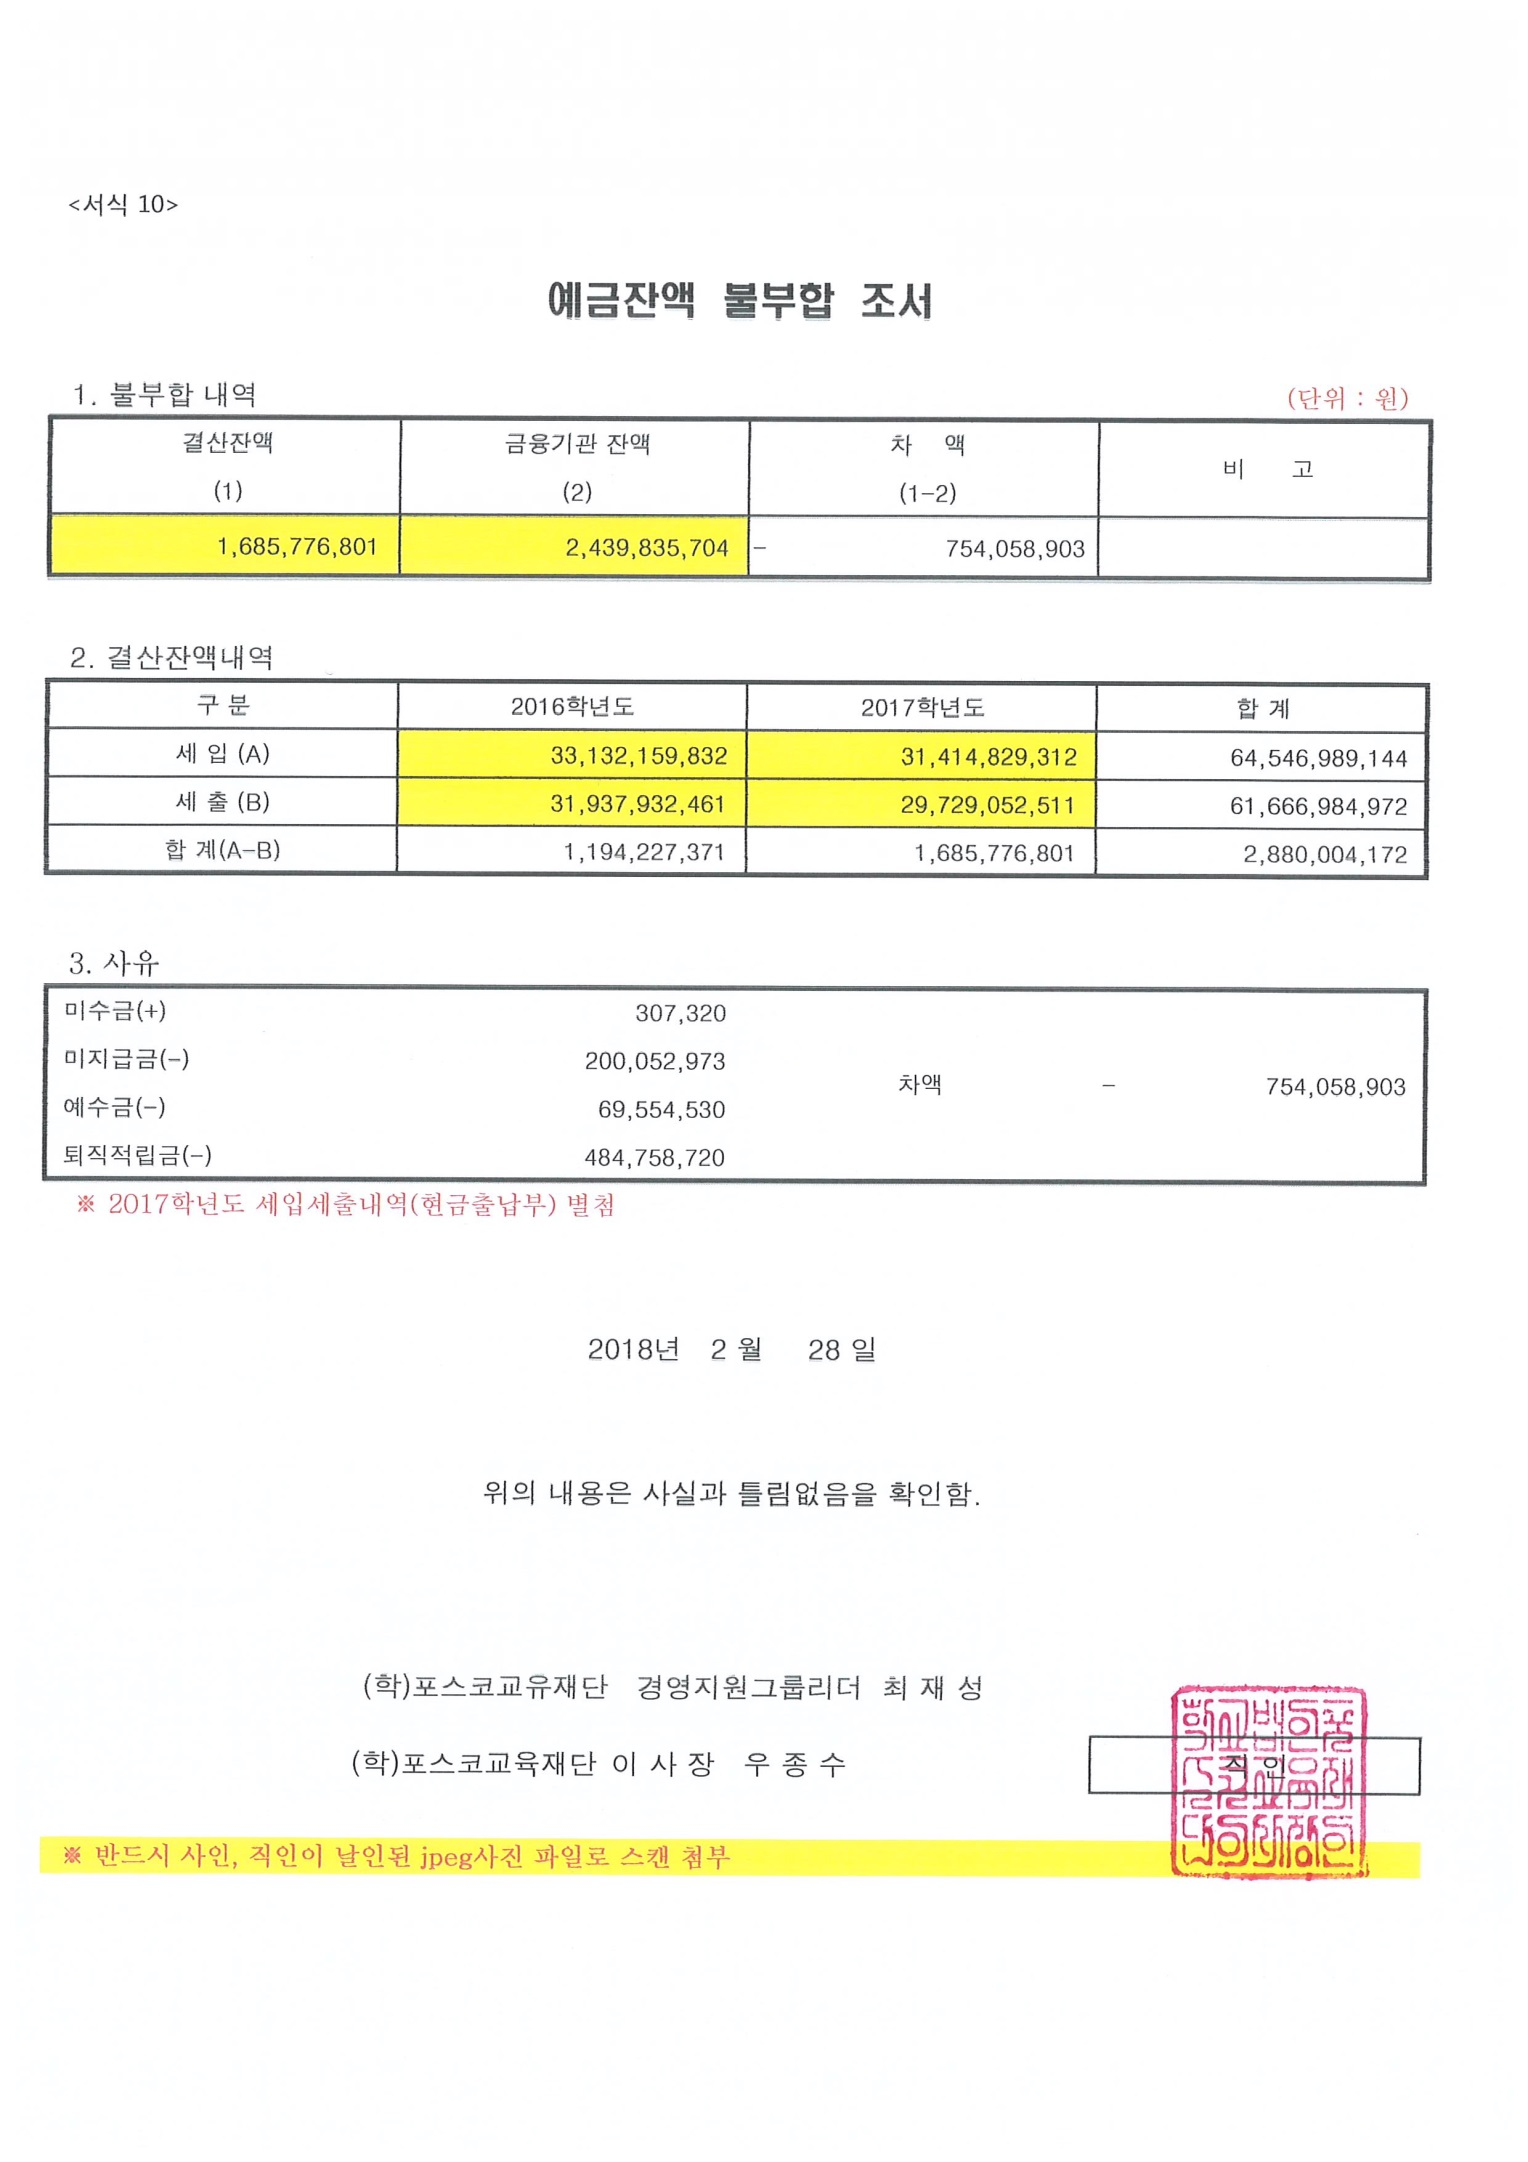 <서식 10>
예금잔액 불부합 조서
1. 불부합 내역
(단위 : 원)
결산잔액 금융기관 잔액 차 액 비 고
(1) (2) (1-2)
1,685,776,801 2,439,835,704 - 754,058,903
2. 결산잔액내역
구 분 2016학년도 2017학년도 합 계
세 입 (A) 33,132,159,832 31,414,829,312 64,546,989,144
세 출 (B) 31,937,932,461 29,729,052,511 61,666,984,972
합 계(A-B) 1,194,227,371 1,685,776,801 2,880,004,172
3. 사유
미수금(+) 307,320
미지급금(-) 200,052,973
차액 - 754,058,903
예수금(-) 69,554,530
퇴직적립금(-) 484,758,720
※ 2017학년도 세입세출내역(현금출납부) 별첨
2018년 2 월 28 일
위의 내용은 사실과 틀림없음을 확인함.
(학)포스코교유재단 경영지원그룹리더 최 재 성
(학)포스코교육재단 이 사 장 우 종 수
직 인
※ 반드시 사인, 직인이 날인된 jpeg사진 파일로 스캔 첨부